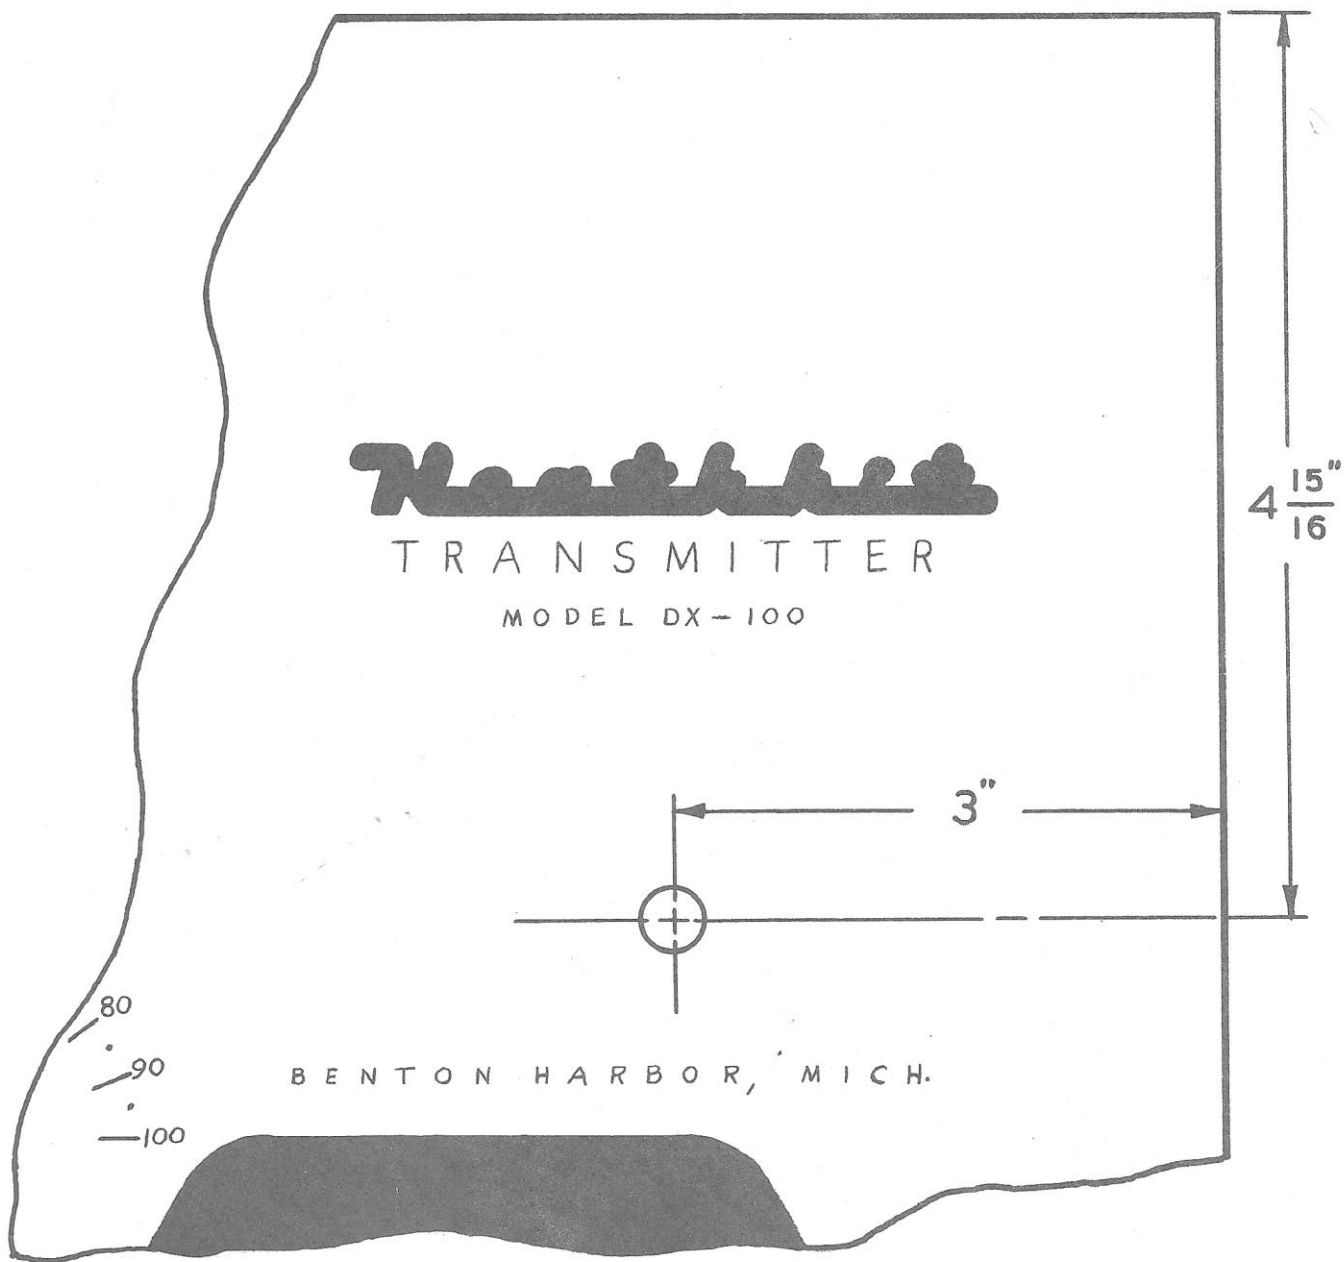 Heathkit
TRANSMITTER
MODEL DX-100
4 15/16"
3"
80
90
100
BENTON HARBOR, MICH.